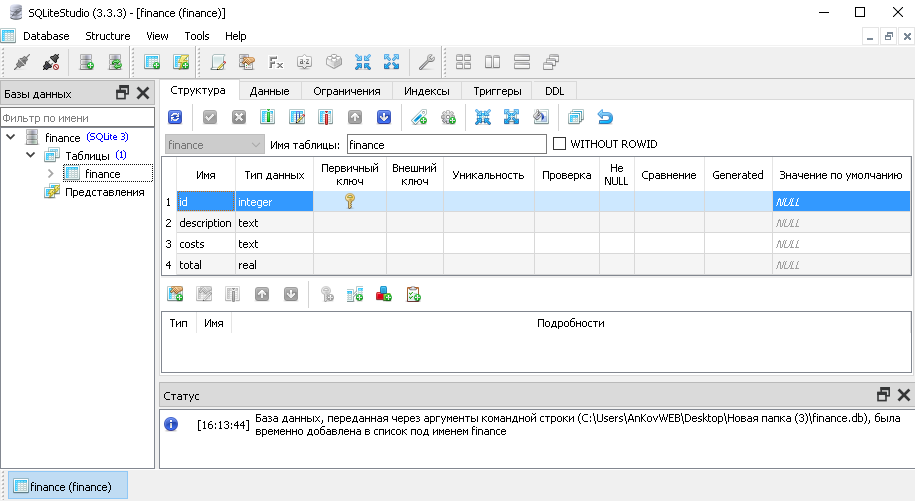 SQLiteStudio (3.3.3) - [finance (finance)]
Database Structure View Tools Help
Базы данных
Фильтр по имени
finance (SQLite 3)
Таблицы (1)
finance
Представления
Структура Данные Ограничения Индексы Триггеры DDL
finance Имя таблицы: finance WITHOUT ROWID
Имя Тип данных Первичный ключ Внешний ключ Уникальность Проверка Не NULL Сравнение Generated Значение по умолчанию
1 id integer NULL
2 description text NULL
3 costs text NULL
4 total real NULL
Тип Имя Подробности
Статус
[16:13:44] База данных, переданная через аргументы командной строки (C:\Users\AnKovWEB\Desktop\Новая папка (3)\finance.db), была
временно добавлена в список под именем finance
finance (finance)